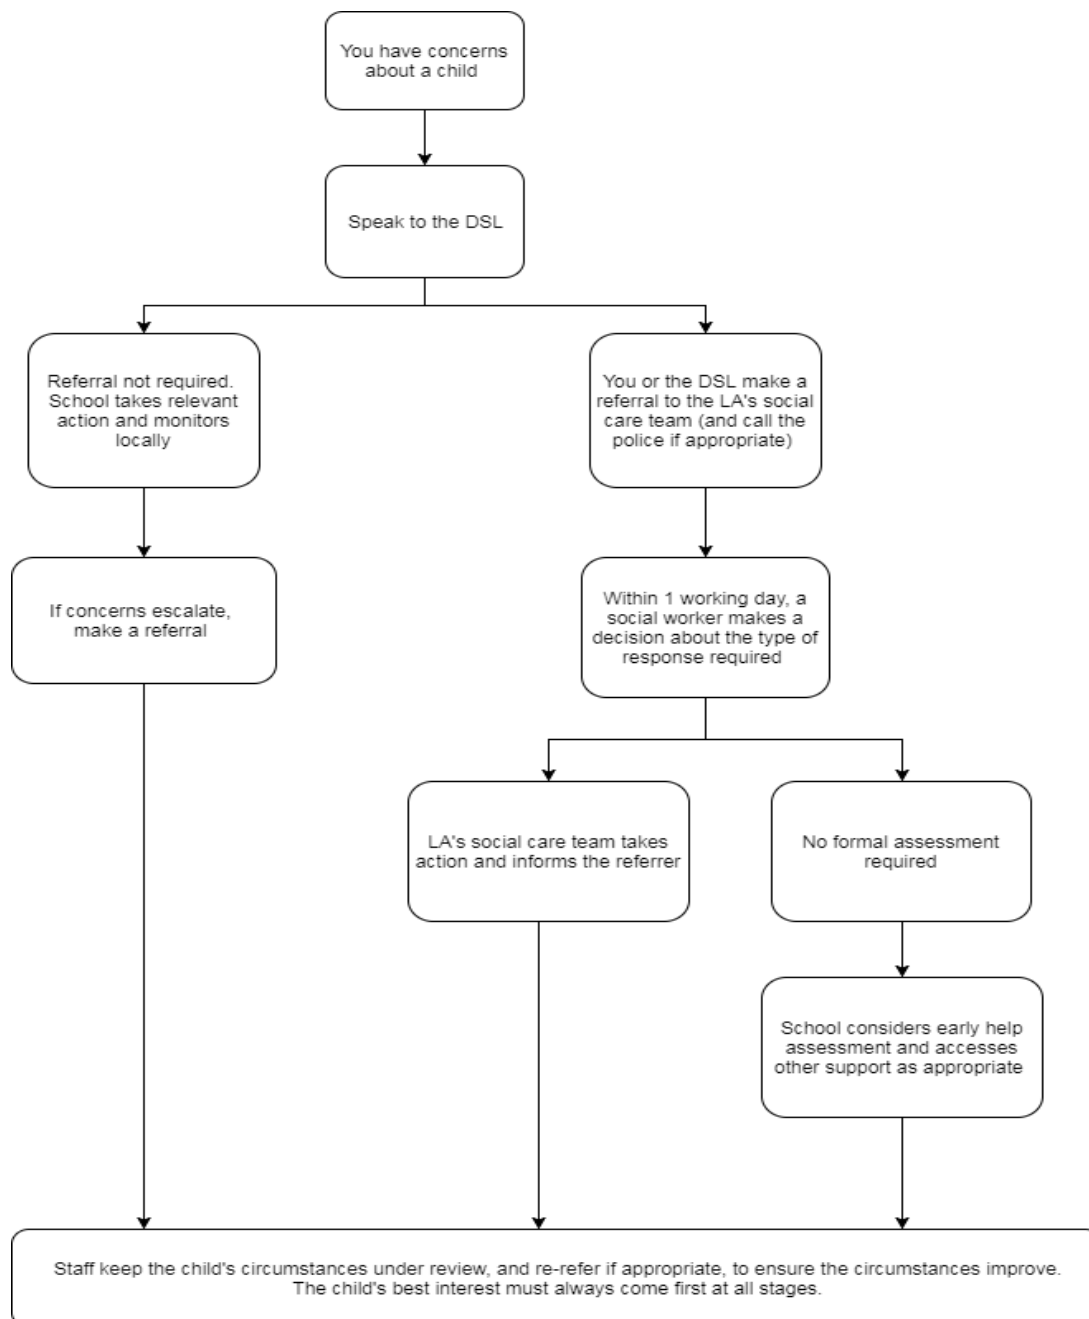 You have concerns
about a child
Speak to the DSL
Referral not required.
School takes relevant
action and monitors
locally
You or the DSL make a
referral to the LA's social
care team (and call the
police if appropriate)
If concerns escalate,
make a referral
Within 1 working day, a
social worker makes a
decision about the type of
response required
LA's social care team takes
action and informs the referrer
No formal assessment
required
School considers early help
assessment and accesses
other support as appropriate
Staff keep the child's circumstances under review, and re-refer if appropriate, to ensure the circumstances improve.
The child's best interest must always come first at all stages.